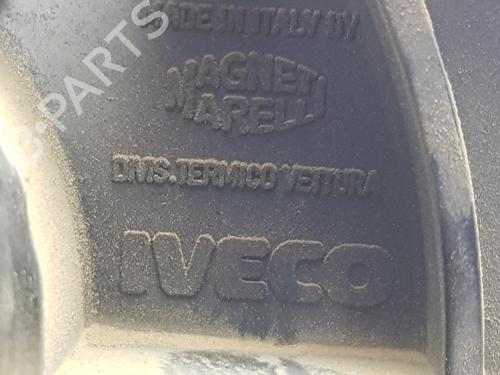 MADE IN ITALY BY
MAGNETI
MARELLI
DIVIS.TERMICO VETTURA
IVECO
B-PARTS